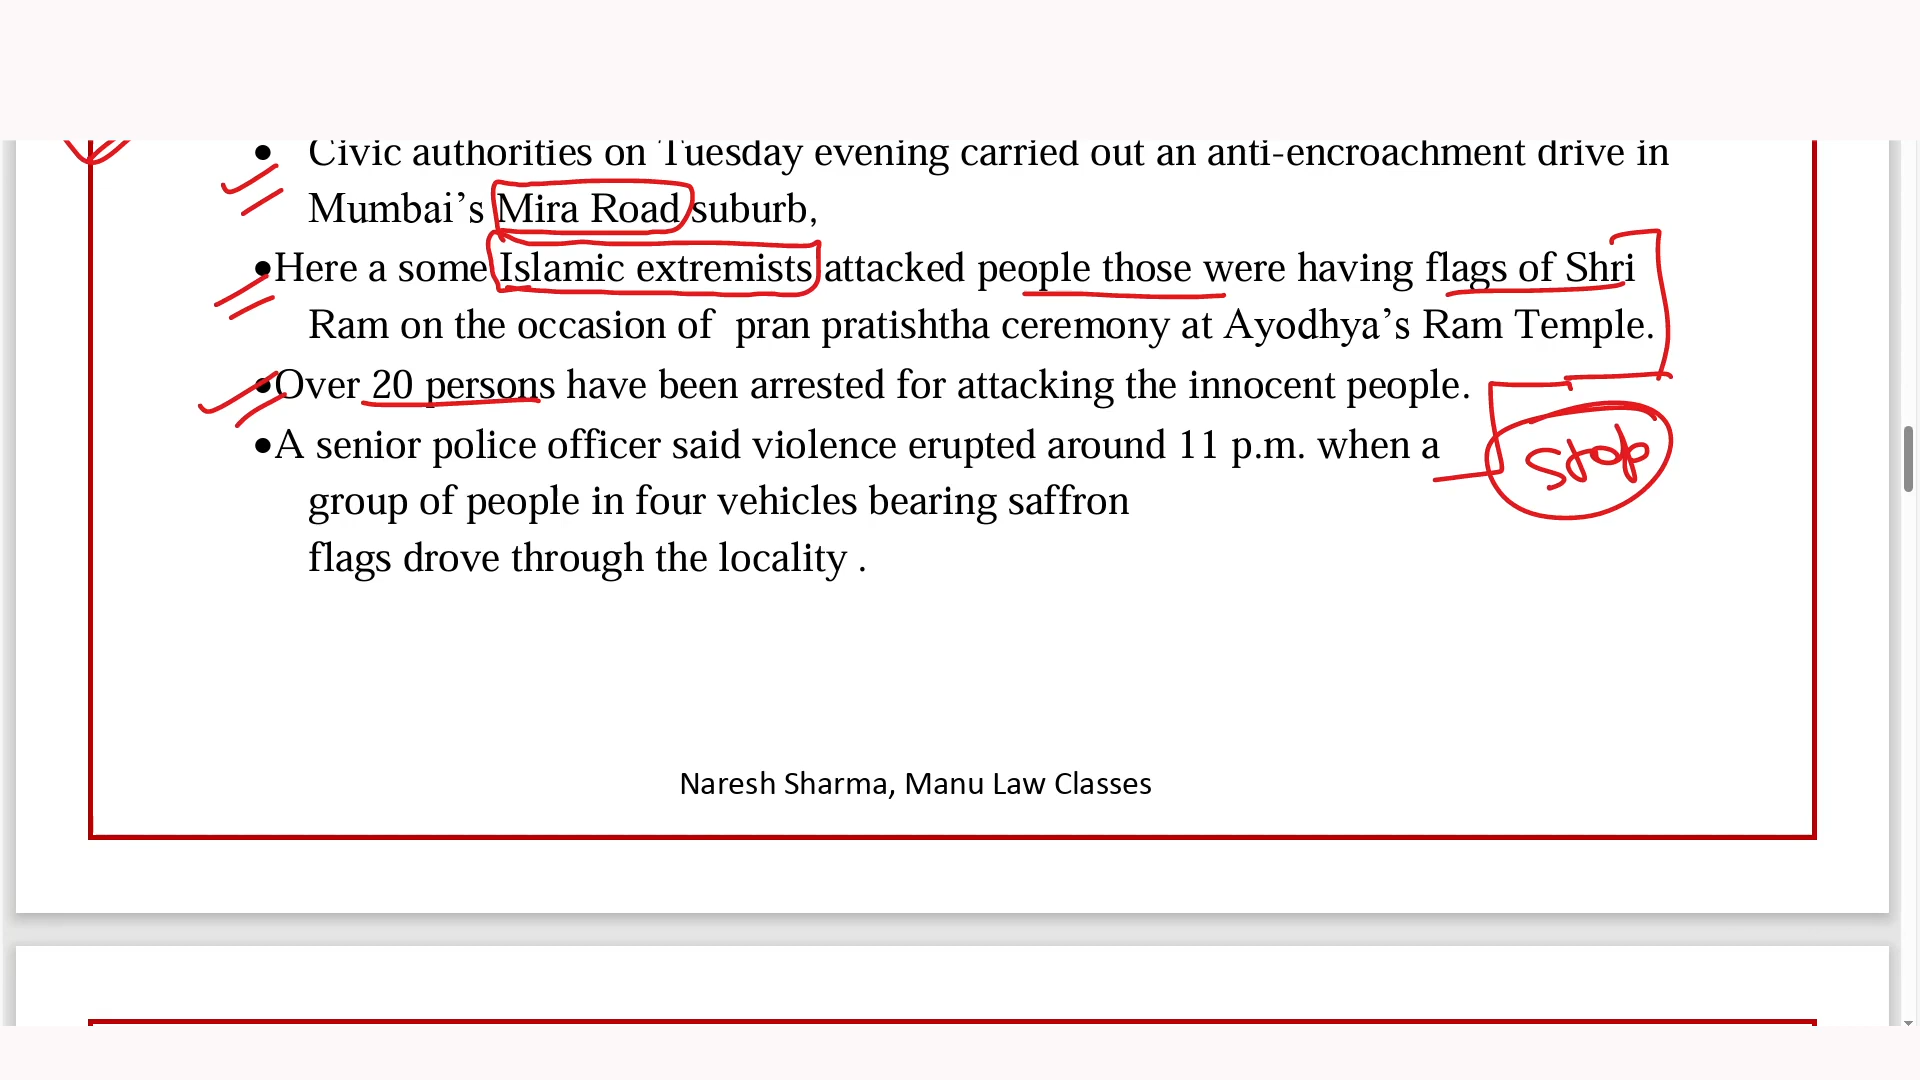 • Civic authorities on Tuesday evening carried out an anti-encroachment drive in
Mumbai’s Mira Road suburb,
•Here a some Islamic extremists attacked people those were having flags of Shri
Ram on the occasion of pran pratishtha ceremony at Ayodhya’s Ram Temple.
•Over 20 persons have been arrested for attacking the innocent people.
•A senior police officer said violence erupted around 11 p.m. when a
stop
group of people in four vehicles bearing saffron
flags drove through the locality .
Naresh Sharma, Manu Law Classes